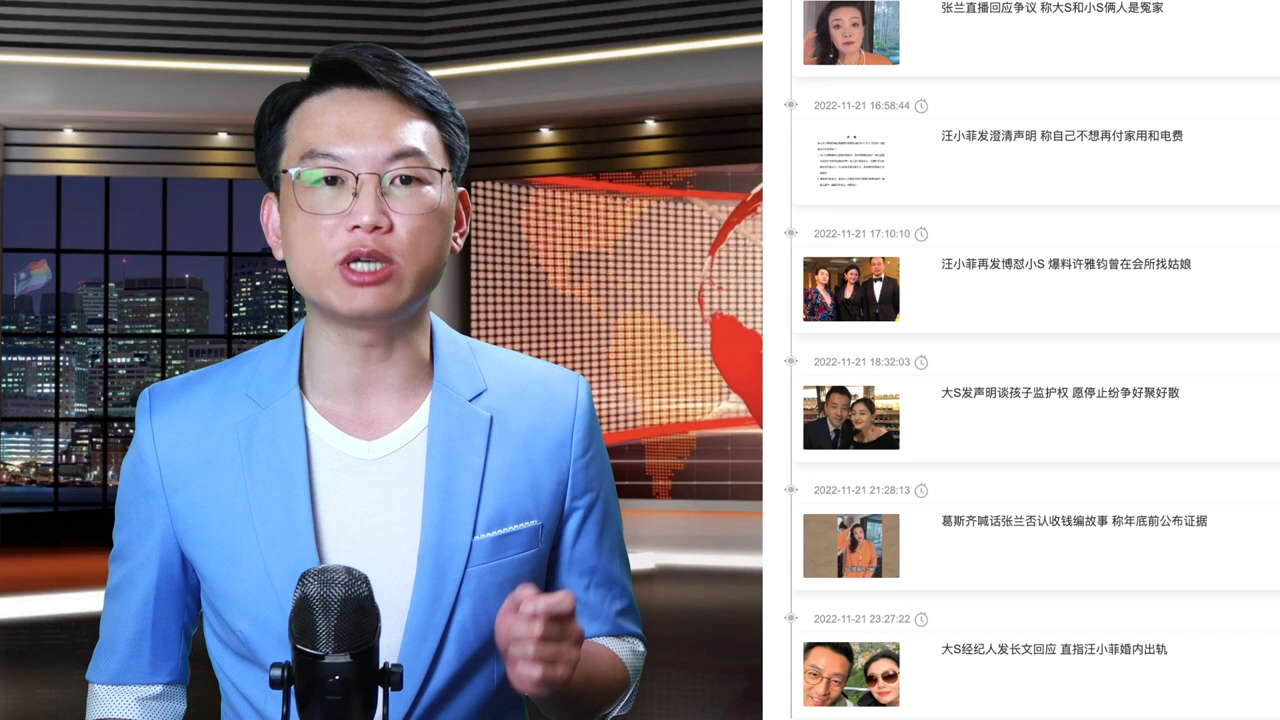 张兰直播回应争议 称大S和小S俩人是冤家
2022-11-21 16:58:44
汪小菲发澄清声明 称自己不想再付家用和电费
2022-11-21 17:10:10
汪小菲再发博怼小S 爆料许雅钧曾在会所找姑娘
2022-11-21 18:32:03
大S发声明谈孩子监护权 愿停止纷争好聚好散
2022-11-21 21:28:13
葛斯齐喊话张兰否认收钱编故事 称年底前公布证据
2022-11-21 23:27:22
大S经纪人发长文回应 直指汪小菲婚内出轨